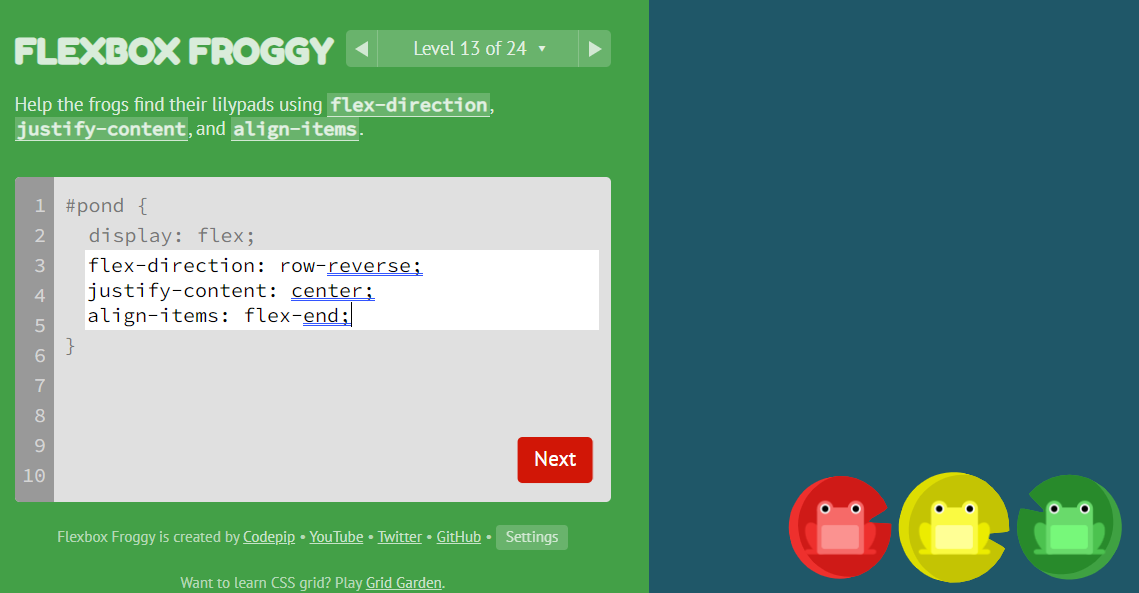 FLEXBOX FROGGY
◀ Level 13 of 24 ▼ ▶
Help the frogs find their lilypads using flex-direction,
justify-content, and align-items.
1 #pond {
2 display: flex;
3 flex-direction: row-reverse;
4 justify-content: center;
5 align-items: flex-end;
6 }
7
8
9
10
Next
Flexbox Froggy is created by Codepip • YouTube • Twitter • GitHub • Settings
Want to learn CSS grid? Play Grid Garden.